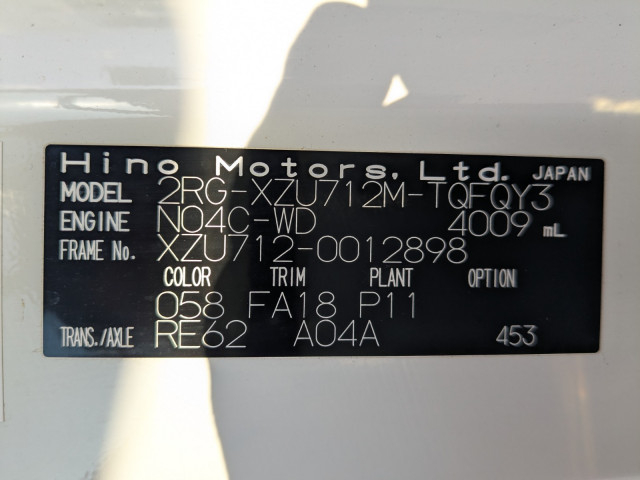 Hino Motors, Ltd. JAPAN
MODEL 2RG-XZU712M-TQFQY3
ENGINE N04C-WD 4009 mL
FRAME No. XZU712-0012898
COLOR TRIM PLANT OPTION
058 FA18 P11
TRANS./AXLE RE62 A04A 453